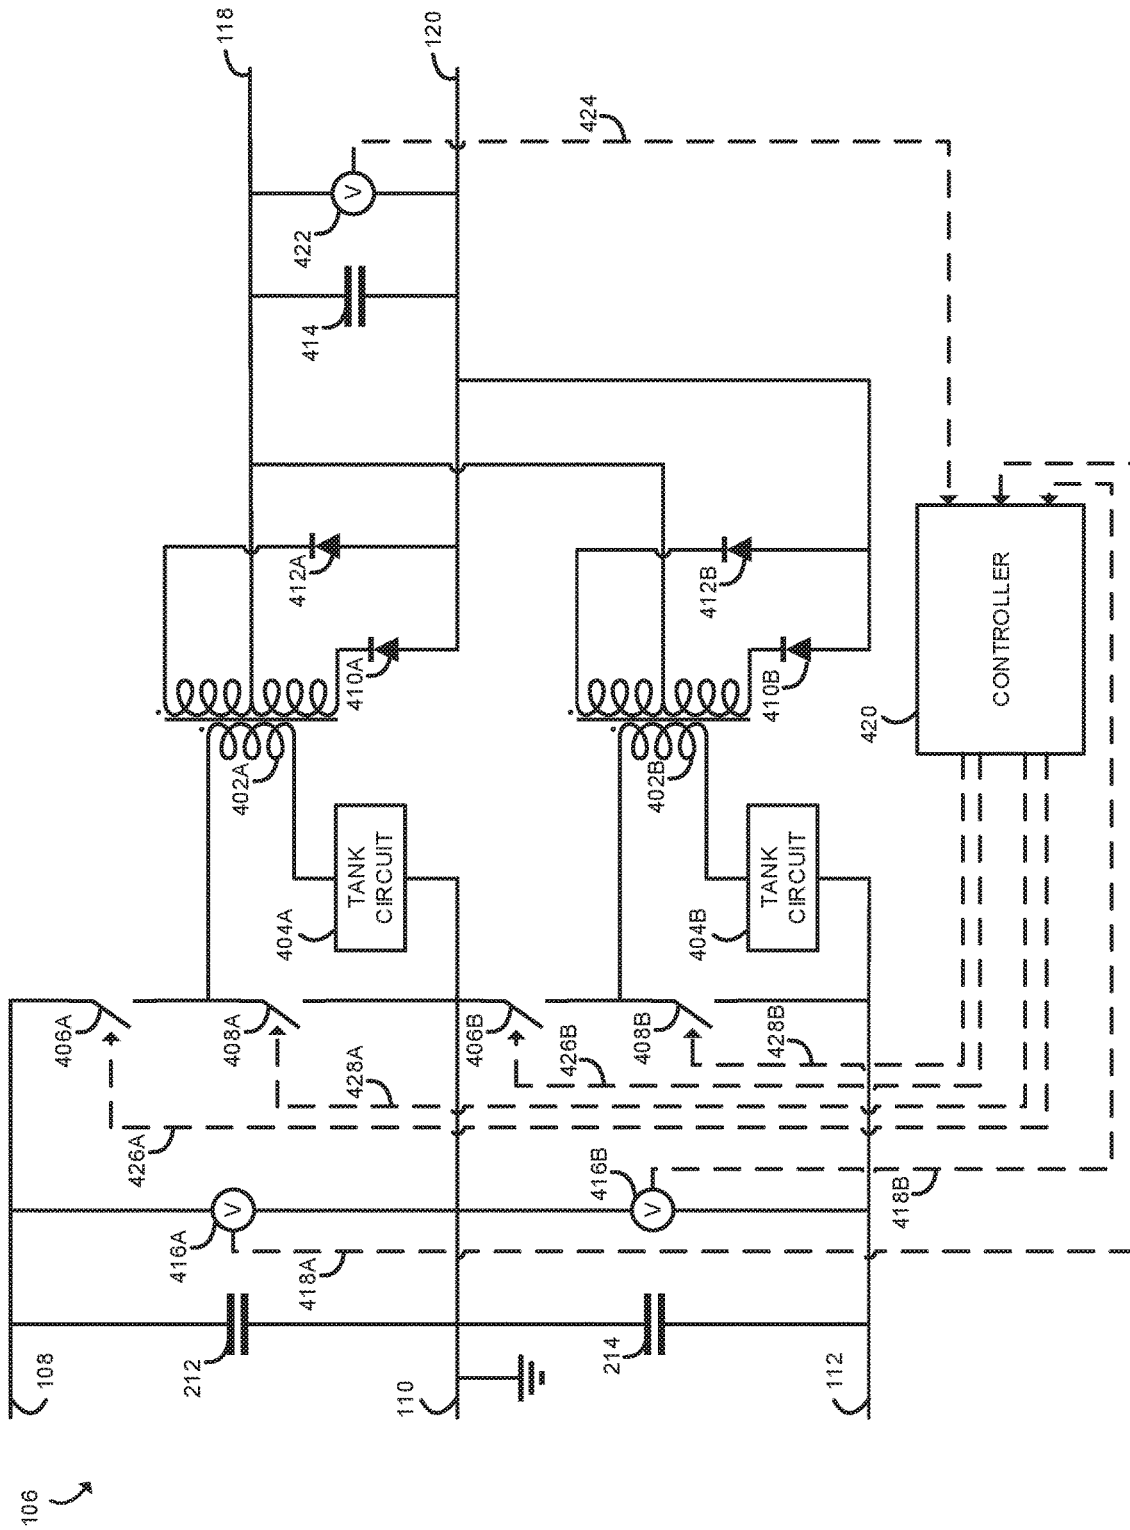 106
108
110
112
212
214
416A
V
418A
416B
V
418B
426A
428A
426B
428B
406A
408A
406B
408B
404A
TANK
CIRCUIT
404B
TANK
CIRCUIT
402A
402B
410A
412A
410B
412B
420
CONTROLLER
414
422
V
424
118
120